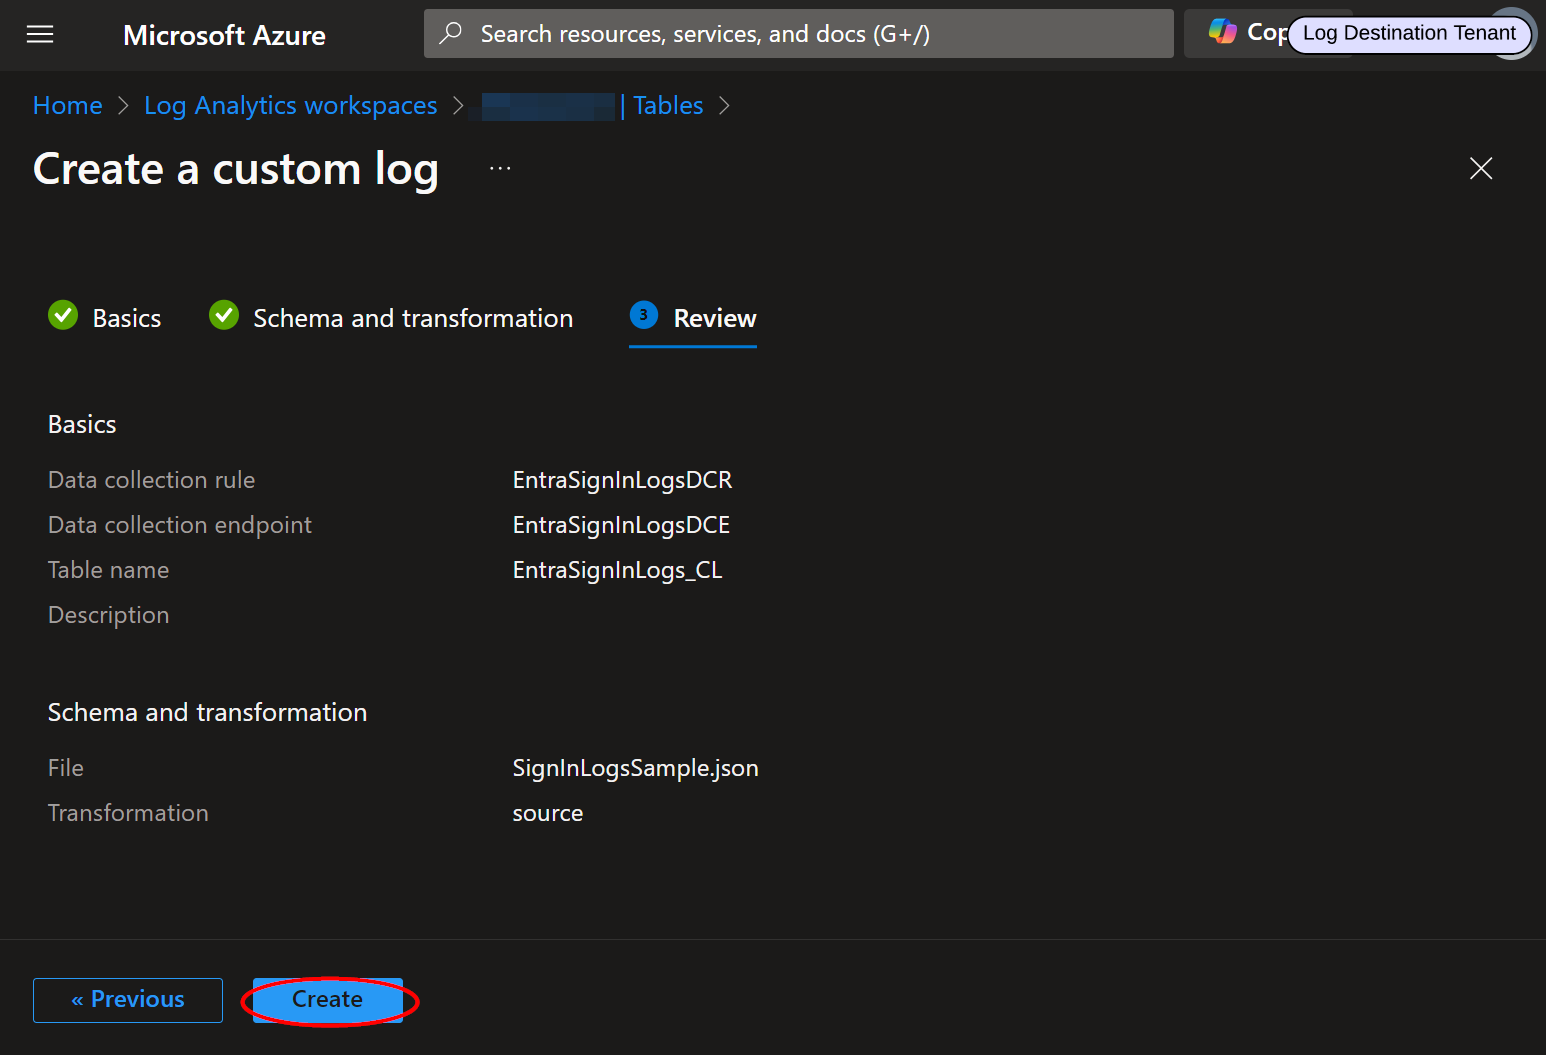 Microsoft Azure
Search resources, services, and docs (G+/)
Cop
Log Destination Tenant
Home > Log Analytics workspaces > | Tables >
Create a custom log ...
Basics
Schema and transformation
3 Review
Basics
Data collection rule EntraSignInLogsDCR
Data collection endpoint EntraSignInLogsDCE
Table name EntraSignInLogs_CL
Description
Schema and transformation
File SignInLogsSample.json
Transformation source
« Previous
Create